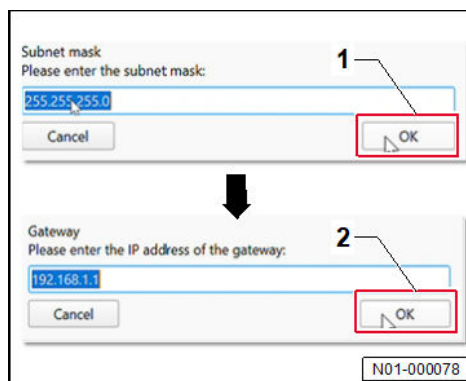 Subnet mask
Please enter the subnet mask:
1
255.255.255.0
Cancel
OK
Gateway
Please enter the IP address of the gateway:
2
192.168.1.1
Cancel
OK
N01-000078